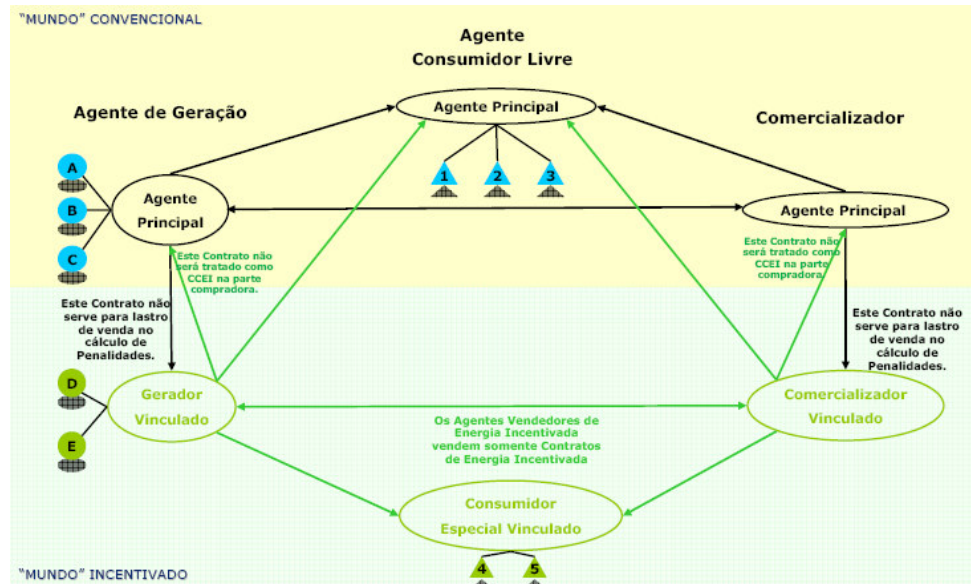 "MUNDO" CONVENCIONAL
Agente
Consumidor Livre
Agente de Geração
Agente Principal
Comercializador
A
B
C
1
2
3
Agente
Principal
Agente Principal
Este Contrato não
será tratado como
CCEI na parte
compradora.
Este Contrato não
será tratado como
CCEI na parte
compradora.
Este Contrato não
serve para lastro
de venda no
cálculo de
Penalidades.
Este Contrato não
serve para lastro
de venda no
cálculo de
Penalidades.
D
E
Gerador
Vinculado
Comercializador
Vinculado
Os Agentes Vendedores de
Energia Incentivada
vendem somente Contratos
de Energia Incentivada
Consumidor
Especial Vinculado
4
5
"MUNDO" INCENTIVADO